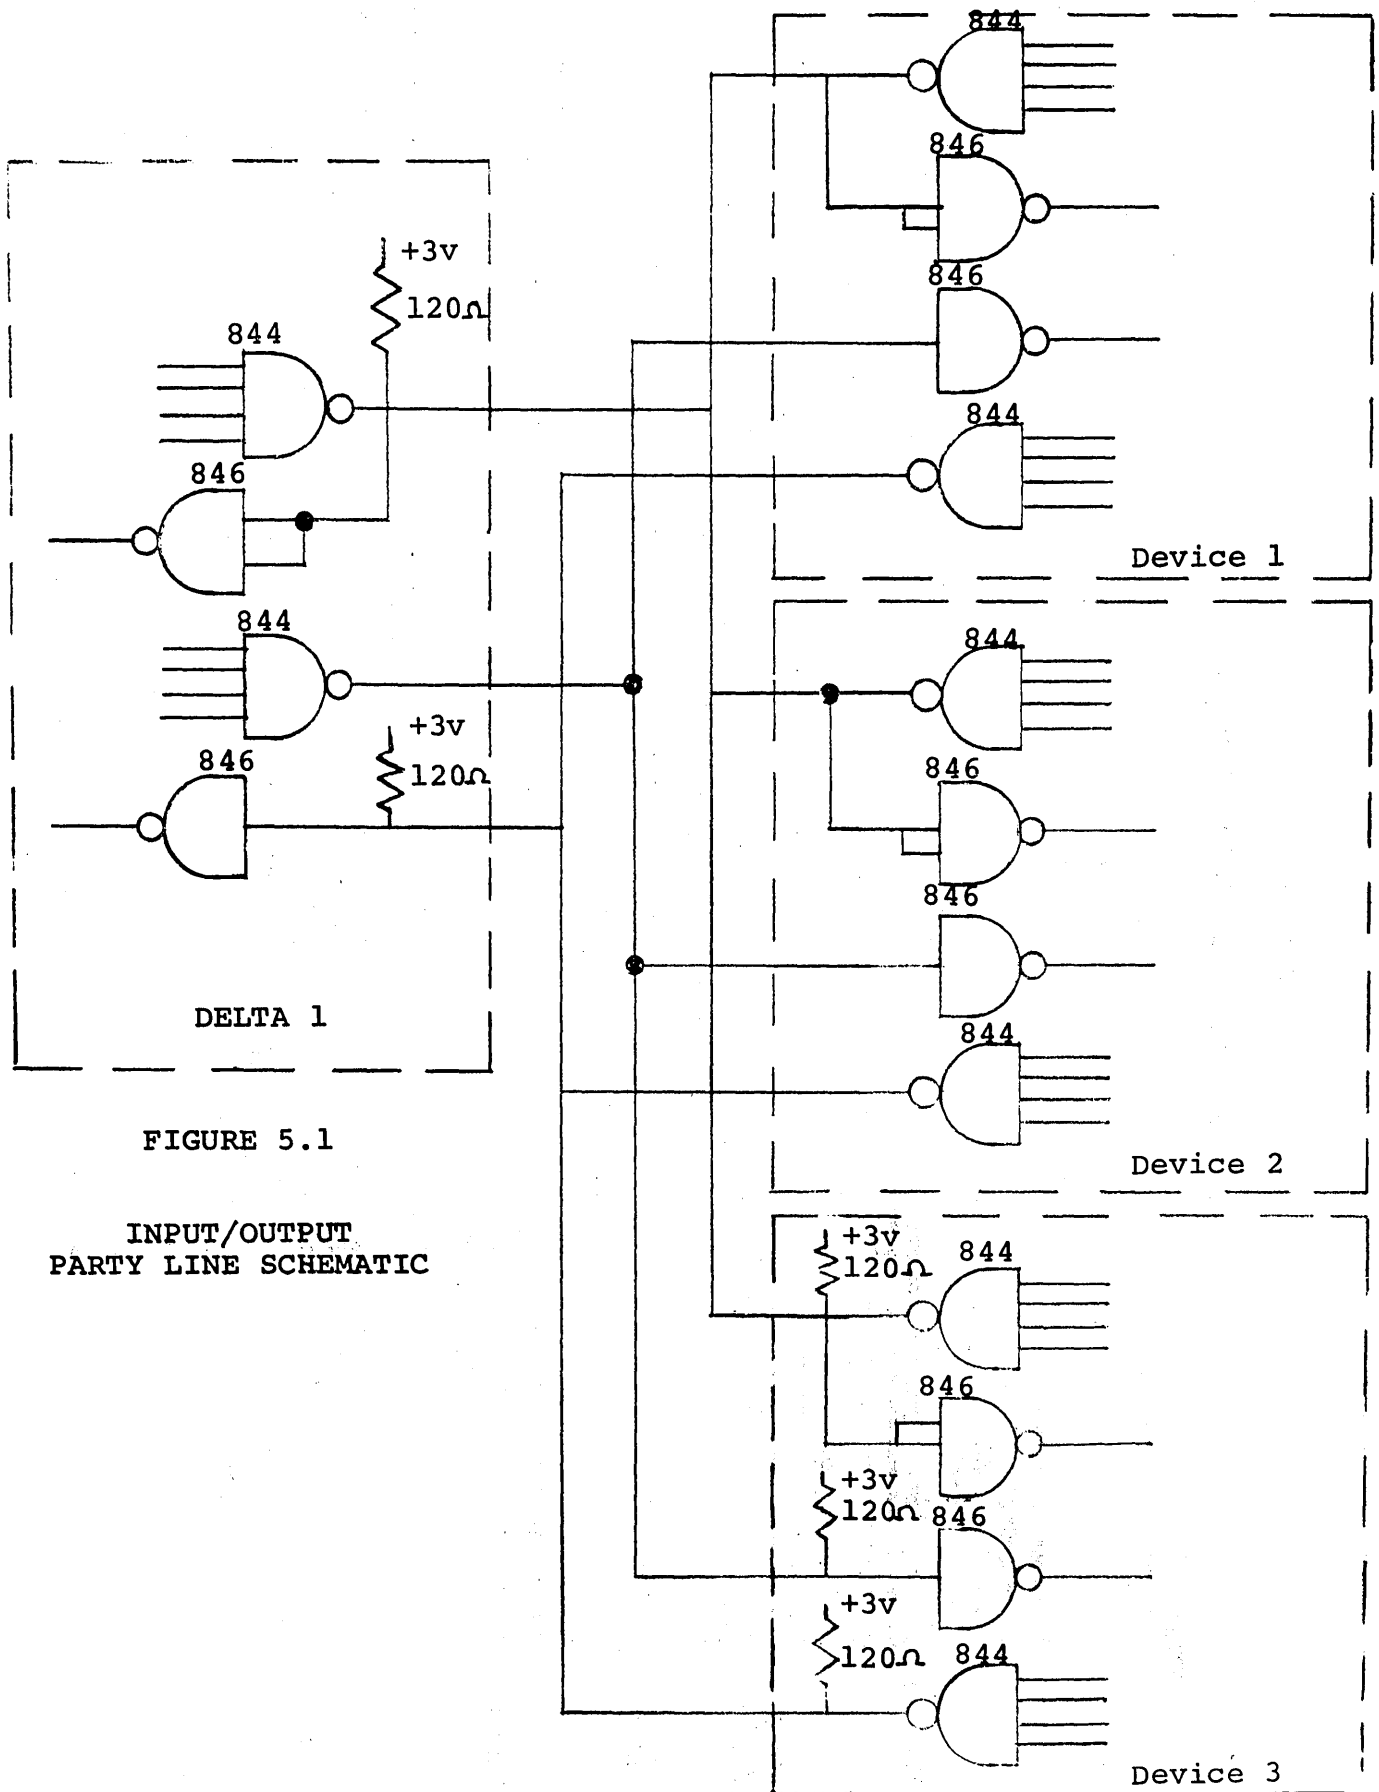 844
846
846
844
Device 1
+3v
120Ω
844
846
844
+3v
846
120Ω
DELTA 1
844
846
846
844
Device 2
FIGURE 5.1
INPUT/OUTPUT
PARTY LINE SCHEMATIC
+3v
120Ω
844
846
+3v
120Ω
846
+3v
120Ω
844
Device 3